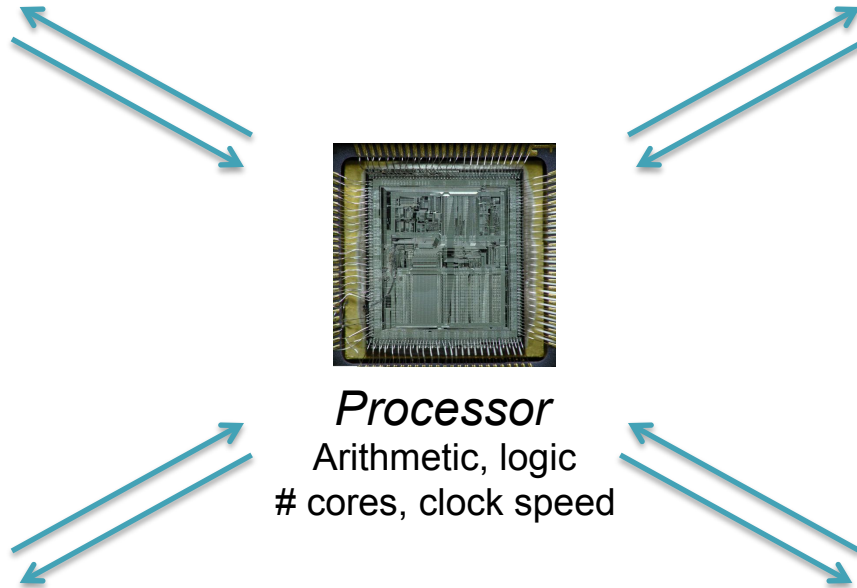 Processor
Arithmetic, logic
# cores, clock speed